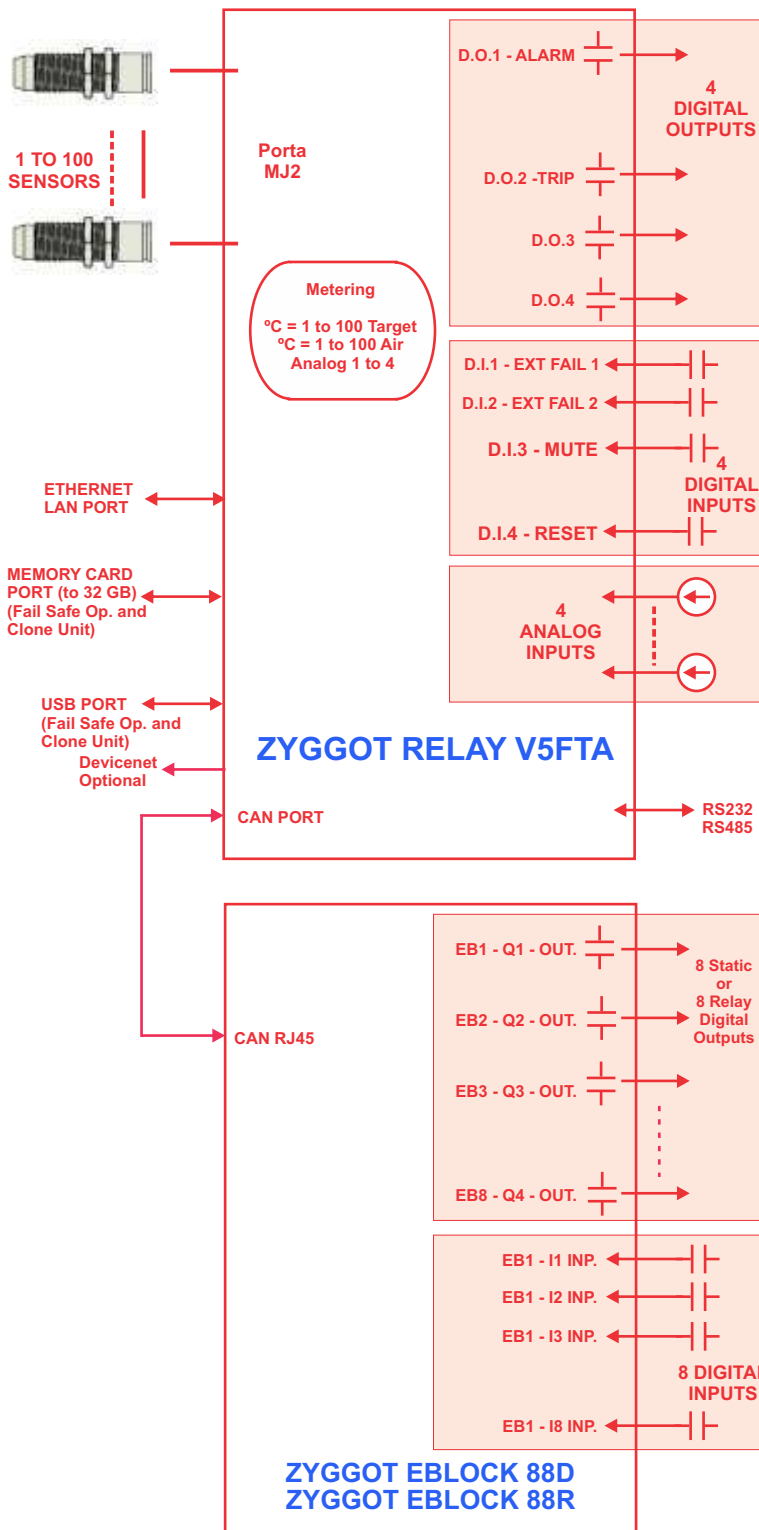 1 TO 100
SENSORS
Porta
MJ2
Metering
ºC = 1 to 100 Target
ºC = 1 to 100 Air
Analog 1 to 4
D.O.1 - ALARM
D.O.2 -TRIP
D.O.3
D.O.4
4
DIGITAL
OUTPUTS
D.I.1 - EXT FAIL 1
D.I.2 - EXT FAIL 2
D.I.3 - MUTE
D.I.4 - RESET
4
DIGITAL
INPUTS
4
ANALOG
INPUTS
ETHERNET
LAN PORT
MEMORY CARD
PORT (to 32 GB)
(Fail Safe Op. and
Clone Unit)
USB PORT
(Fail Safe Op. and
Clone Unit)
Devicenet
Optional
ZYGGOT RELAY V5FTA
CAN PORT
RS232
RS485
CAN RJ45
EB1 - Q1 - OUT.
EB2 - Q2 - OUT.
EB3 - Q3 - OUT.
EB8 - Q4 - OUT.
8 Static
or
8 Relay
Digital
Outputs
EB1 - I1 INP.
EB1 - I2 INP.
EB1 - I3 INP.
EB1 - I8 INP.
8 DIGITAL
INPUTS
ZYGGOT EBLOCK 88D
ZYGGOT EBLOCK 88R